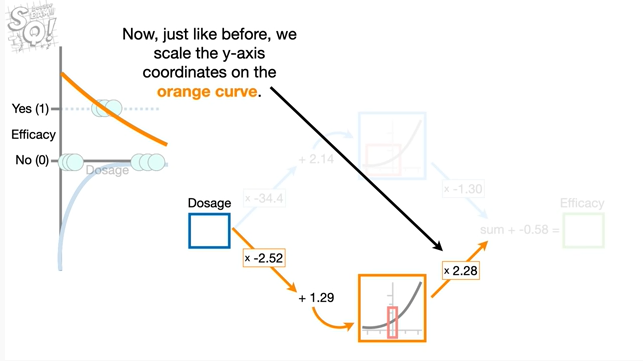 SQ!
Now, just like before, we
scale the y-axis
coordinates on the
orange curve.
Yes (1)
Efficacy
No (0)
Dosage
+ 2.14
x -34.4
x -1.30
Dosage
Efficacy
sum + -0.58 =
x -2.52
x 2.28
+ 1.29